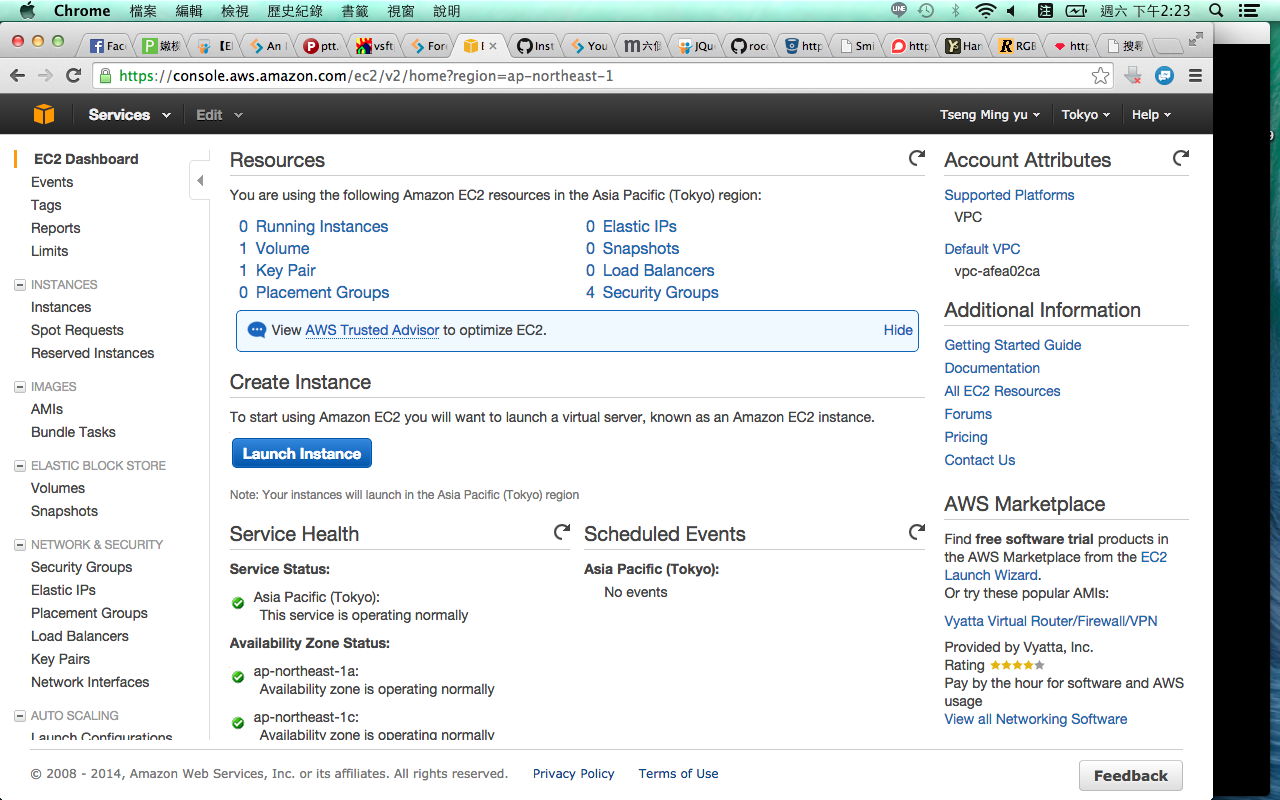 Chrome 檔案 編輯 檢視 歷史紀錄 書籤 視窗 說明 週六 下午2:23
Fac 嫩桜 【El An I ptt. vsft For E Inst You 六個 JQu roc http Smi http Han RGB http 搜尋
https://console.aws.amazon.com/ec2/v2/home?region=ap-northeast-1
Services Edit Tseng Ming yu Tokyo Help
EC2 Dashboard
Events
Tags
Reports
Limits
INSTANCES
Instances
Spot Requests
Reserved Instances
IMAGES
AMIs
Bundle Tasks
ELASTIC BLOCK STORE
Volumes
Snapshots
NETWORK & SECURITY
Security Groups
Elastic IPs
Placement Groups
Load Balancers
Key Pairs
Network Interfaces
AUTO SCALING
Launch Configurations
Resources
You are using the following Amazon EC2 resources in the Asia Pacific (Tokyo) region:
0 Running Instances 0 Elastic IPs
1 Volume 0 Snapshots
1 Key Pair 0 Load Balancers
0 Placement Groups 4 Security Groups
View AWS Trusted Advisor to optimize EC2. Hide
Create Instance
To start using Amazon EC2 you will want to launch a virtual server, known as an Amazon EC2 instance.
Launch Instance
Note: Your instances will launch in the Asia Pacific (Tokyo) region
Service Health
Service Status:
Asia Pacific (Tokyo):
This service is operating normally
Availability Zone Status:
ap-northeast-1a:
Availability zone is operating normally
ap-northeast-1c:
Availability zone is operating normally
Scheduled Events
Asia Pacific (Tokyo):
No events
Account Attributes
Supported Platforms
VPC
Default VPC
vpc-afea02ca
Additional Information
Getting Started Guide
Documentation
All EC2 Resources
Forums
Pricing
Contact Us
AWS Marketplace
Find free software trial products in
the AWS Marketplace from the EC2
Launch Wizard.
Or try these popular AMIs:
Vyatta Virtual Router/Firewall/VPN
Provided by Vyatta, Inc.
Rating
Pay by the hour for software and AWS
usage
View all Networking Software
© 2008 - 2014, Amazon Web Services, Inc. or its affiliates. All rights reserved. Privacy Policy Terms of Use
Feedback